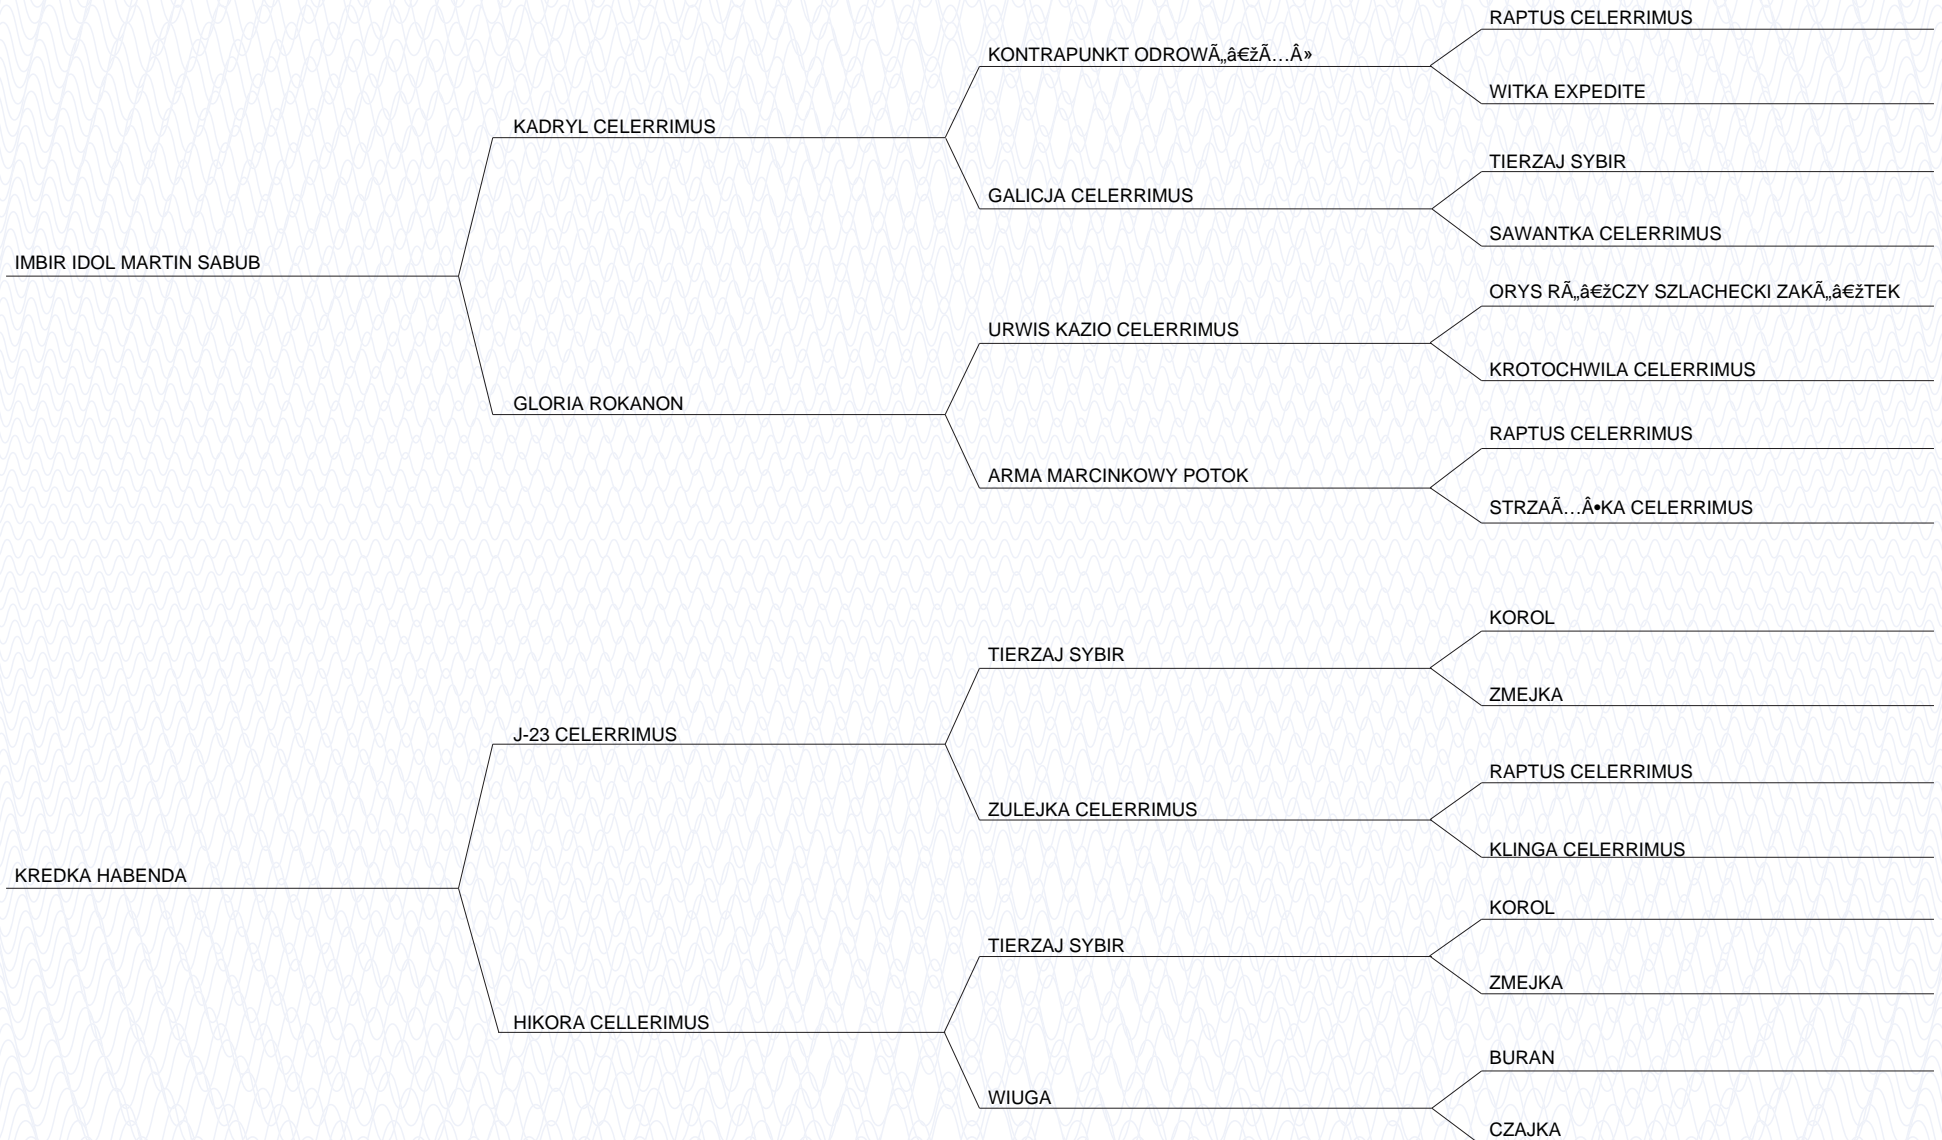 RAPTUS CELERRIMUS
KONTRAPUNKT ODROWÃ„â€žÃ…Â»
WITKA EXPEDITE
KADRYL CELERRIMUS
TIERZAJ SYBIR
GALICJA CELERRIMUS
SAWANTKA CELERRIMUS
IMBIR IDOL MARTIN SABUB
ORYS RÃ„â€žCZY SZLACHECKI ZAKÃ„â€žTEK
URWIS KAZIO CELERRIMUS
KROTOCHWILA CELERRIMUS
GLORIA ROKANON
RAPTUS CELERRIMUS
ARMA MARCINKOWY POTOK
STRZAÃ…Â•KA CELERRIMUS
KOROL
TIERZAJ SYBIR
ZMEJKA
J-23 CELERRIMUS
RAPTUS CELERRIMUS
ZULEJKA CELERRIMUS
KLINGA CELERRIMUS
KREDKA HABENDA
KOROL
TIERZAJ SYBIR
ZMEJKA
HIKORA CELLERIMUS
BURAN
WIUGA
CZAJKA